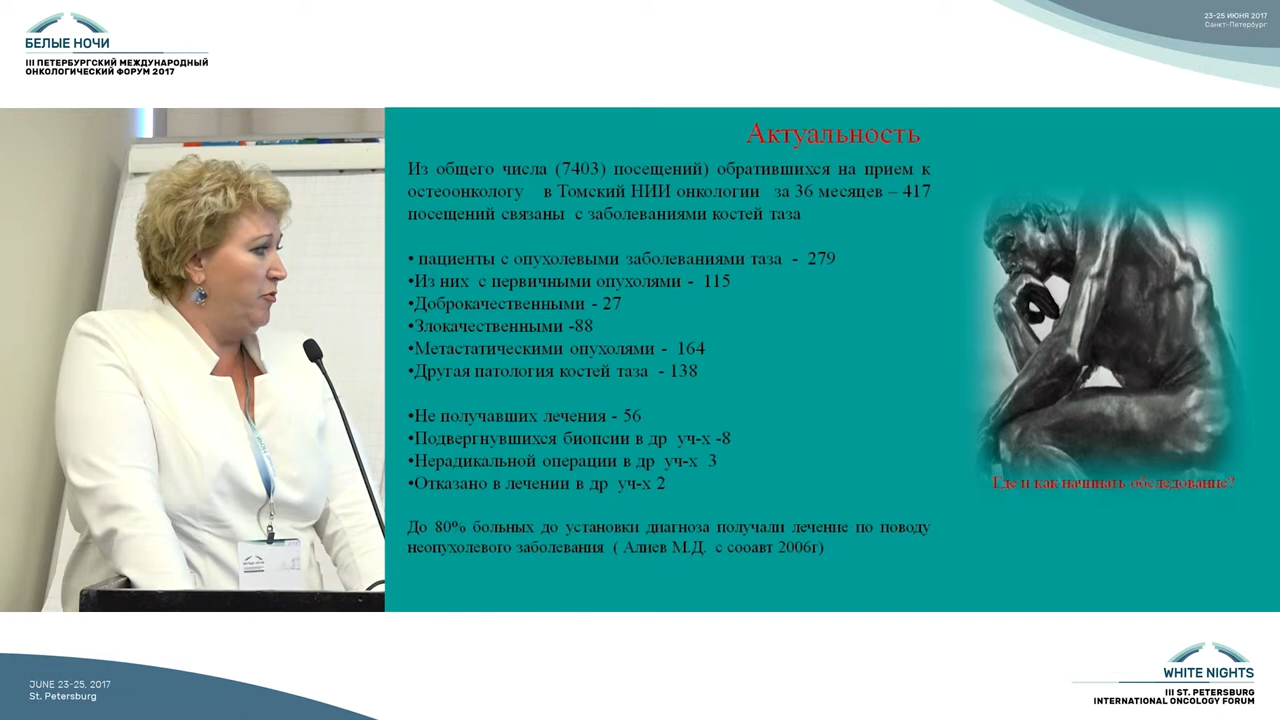 БЕЛЫЕ НОЧИ
III ПЕТЕРБУРГСКИЙ МЕЖДУНАРОДНЫЙ
ОНКОЛОГИЧЕСКИЙ ФОРУМ 2017
23-25 ИЮНЯ 2017
Санкт-Петербург
Актуальность
Из общего числа (7403) посещений) обратившихся на прием к
остеоонкологу в Томский НИИ онкологии за 36 месяцев – 417
посещений связаны с заболеваниями костей таза
• пациенты с опухолевыми заболеваниями таза - 279
•Из них с первичными опухолями - 115
•Доброкачественными - 27
•Злокачественными -88
•Метастатическими опухолями - 164
•Другая патология костей таза - 138
•Не получавших лечения - 56
•Подвергнувшихся биопсии в др уч-х -8
•Нерадикальной операции в др уч-х 3
•Отказано в лечении в др уч-х 2
До 80% больных до установки диагноза получали лечение по поводу
неопухолевого заболевания ( Алиев М.Д. с сооавт 2006г)
Где и как начинать обследование?
БЕЛЫЕ НОЧИ
JUNE 23-25, 2017
St. Petersburg
WHITE NIGHTS
III ST. PETERSBURG
INTERNATIONAL ONCOLOGY FORUM